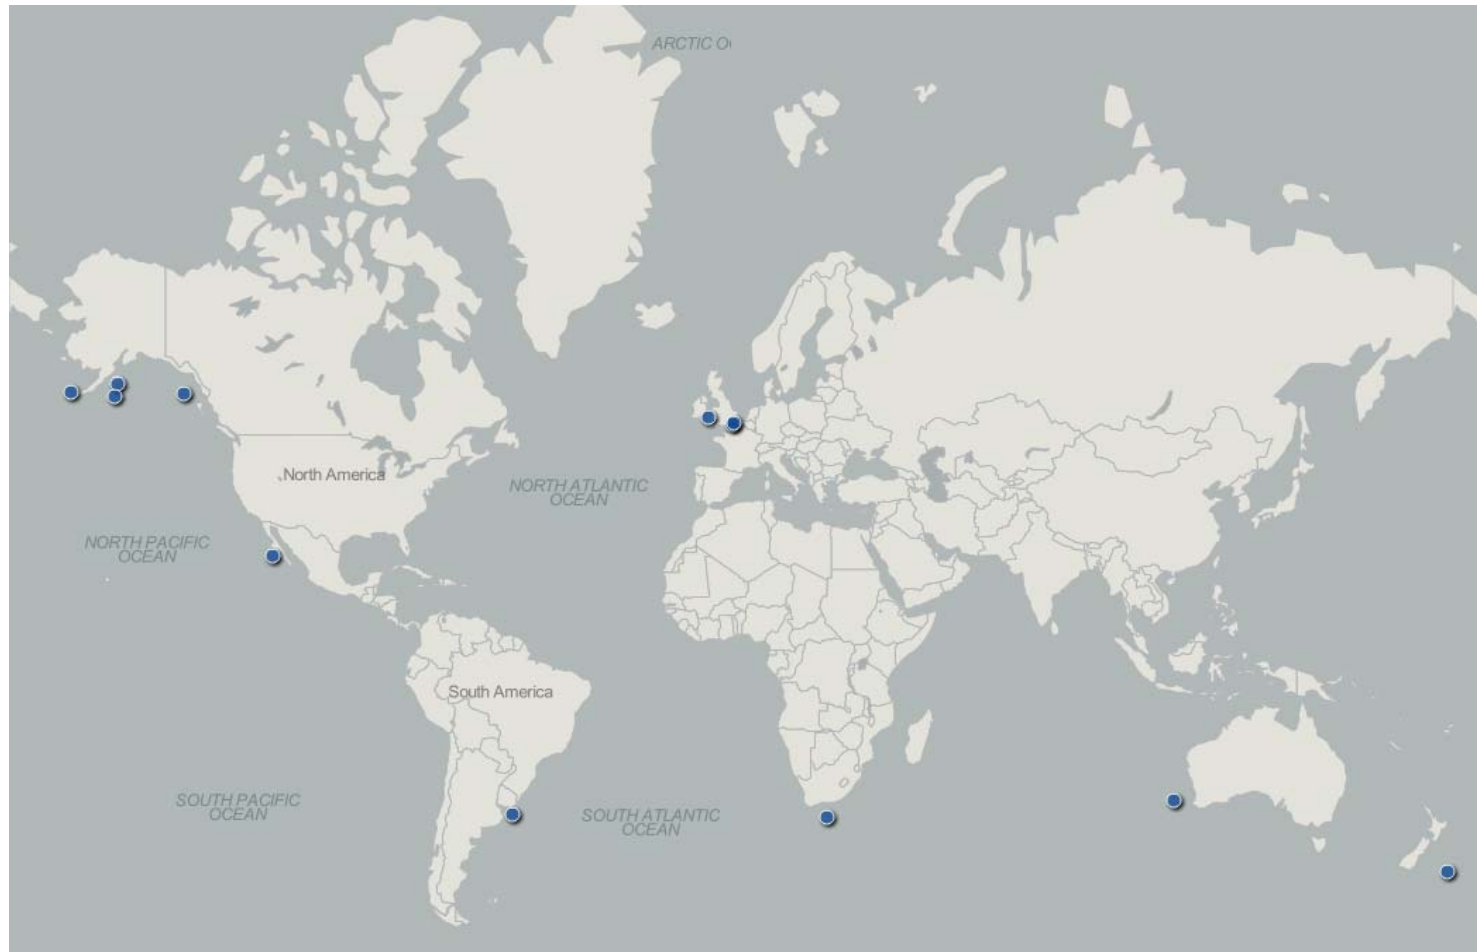 ARCTIC O
North America
NORTH ATLANTIC
OCEAN
NORTH PACIFIC
OCEAN
South America
SOUTH PACIFIC
OCEAN
SOUTH ATLANTIC
OCEAN